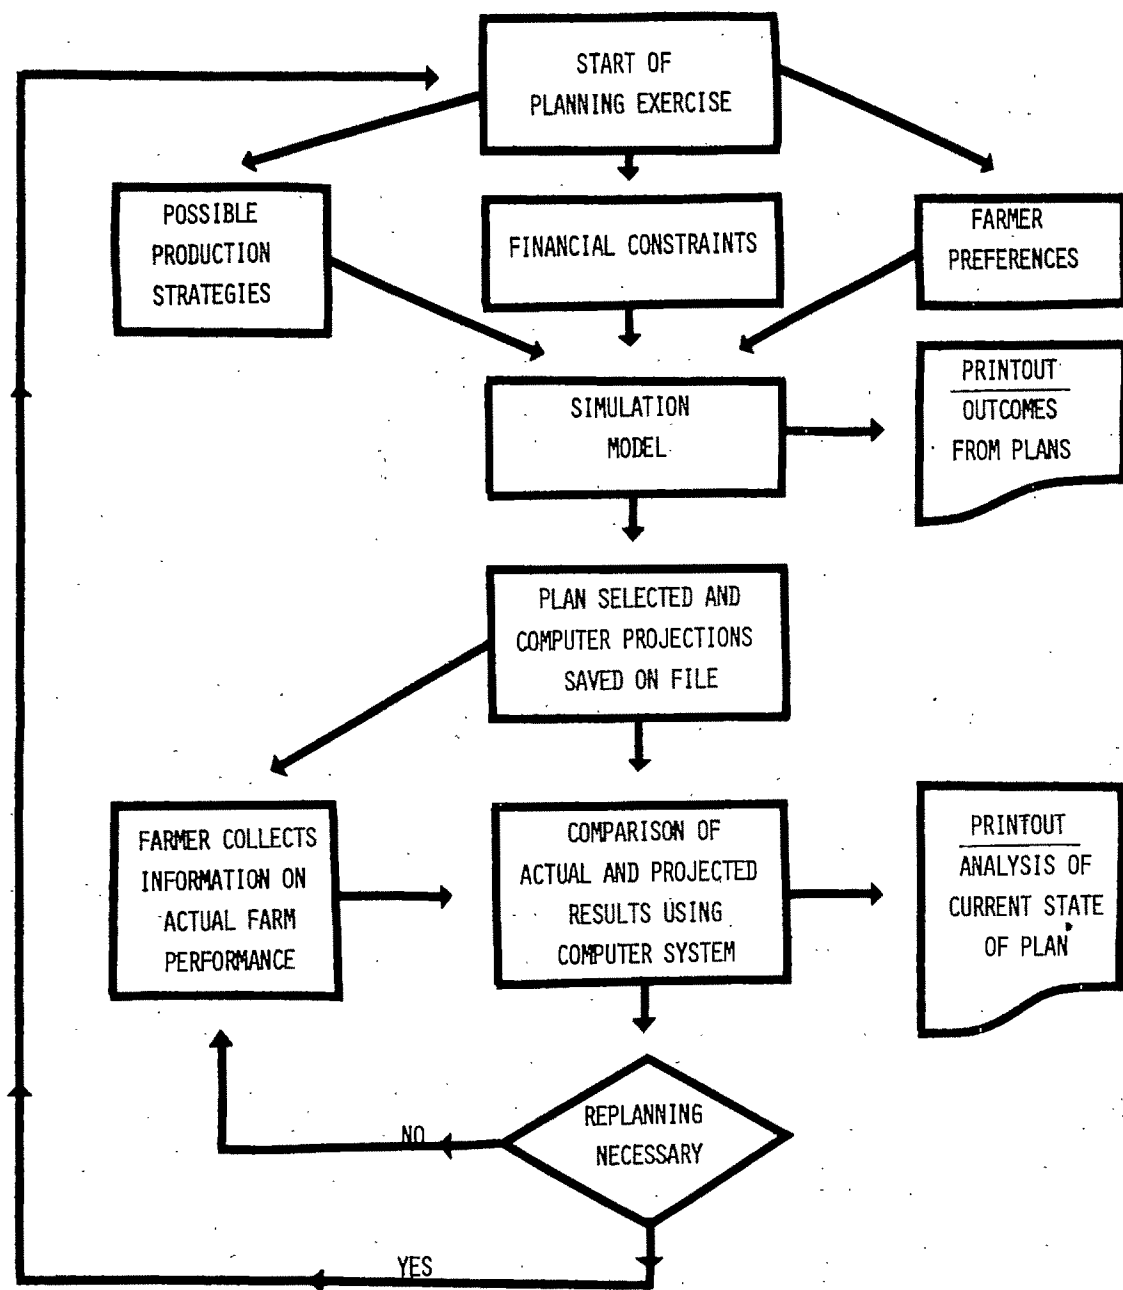 START OF
PLANNING EXERCISE
POSSIBLE
PRODUCTION
STRATEGIES
FINANCIAL CONSTRAINTS
FARMER
PREFERENCES
SIMULATION
MODEL
PRINTOUT
OUTCOMES
FROM PLANS
PLAN SELECTED AND
COMPUTER PROJECTIONS
SAVED ON FILE
FARMER COLLECTS
INFORMATION ON
ACTUAL FARM
PERFORMANCE
COMPARISON OF
ACTUAL AND PROJECTED
RESULTS USING
COMPUTER SYSTEM
PRINTOUT
ANALYSIS OF
CURRENT STATE
OF PLAN
REPLANNING
NECESSARY
NO
YES